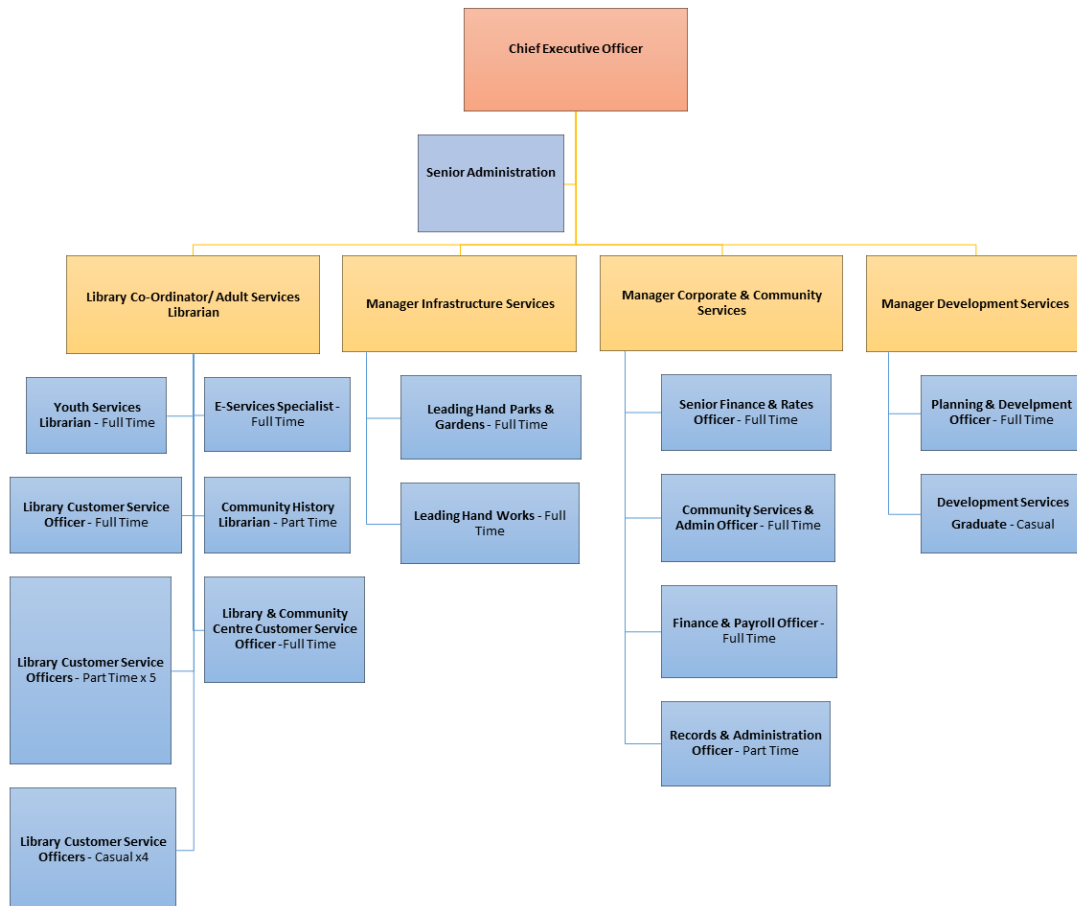 Chief Executive Officer
Senior Administration
Library Co-Ordinator/ Adult Services
Librarian
Manager Infrastructure Services
Manager Corporate & Community
Services
Manager Development Services
Youth Services
Librarian - Full Time
E-Services Specialist -
Full Time
Library Customer Service
Officer - Full Time
Community History
Librarian - Part Time
Library Customer Service
Officers - Part Time x 5
Library & Community
Centre Customer Service
Officer -Full Time
Library Customer Service
Officers - Casual x4
Leading Hand Parks &
Gardens - Full Time
Leading Hand Works - Full
Time
Senior Finance & Rates
Officer - Full Time
Community Services &
Admin Officer - Full Time
Finance & Payroll Officer -
Full Time
Records & Administration
Officer - Part Time
Planning & Develpment
Officer - Full Time
Development Services
Graduate - Casual